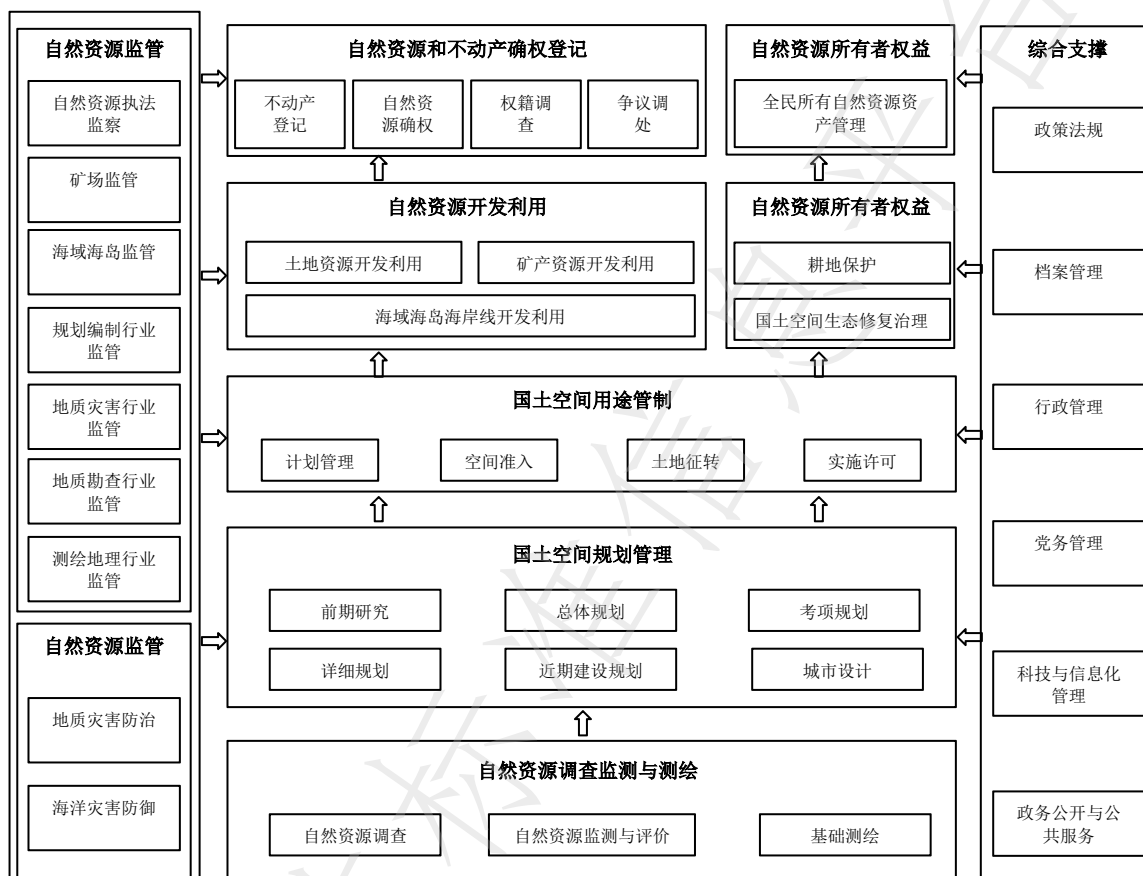 自然资源监管
自然资源执法
监察
矿场监管
海域海岛监管
规划编制行业
监管
地质灾害行业
监管
地质勘查行业
监管
测绘地理行业
监管
自然资源监管
地质灾害防治
海洋灾害防御
自然资源和不动产确权登记
不动产
登记
自然资
源确权
权籍调
查
争议调
处
自然资源所有者权益
全民所有自然资源资
产管理
自然资源开发利用
土地资源开发利用
矿产资源开发利用
海域海岛海岸线开发利用
自然资源所有者权益
耕地保护
国土空间生态修复治理
国土空间用途管制
计划管理
空间准入
土地征转
实施许可
国土空间规划管理
前期研究
总体规划
考项规划
详细规划
近期建设规划
城市设计
自然资源调查监测与测绘
自然资源调查
自然资源监测与评价
基础测绘
综合支撑
政策法规
档案管理
行政管理
党务管理
科技与信息化
管理
政务公开与公
共服务
标准信息平台